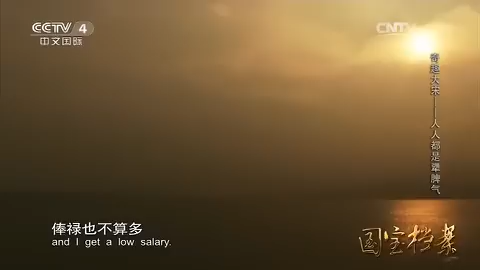 CCTV 4
中文国际
CNTV
奇趣大宋——人人都是犟脾气
俸禄也不算多
and I get a low salary.
国宝档案